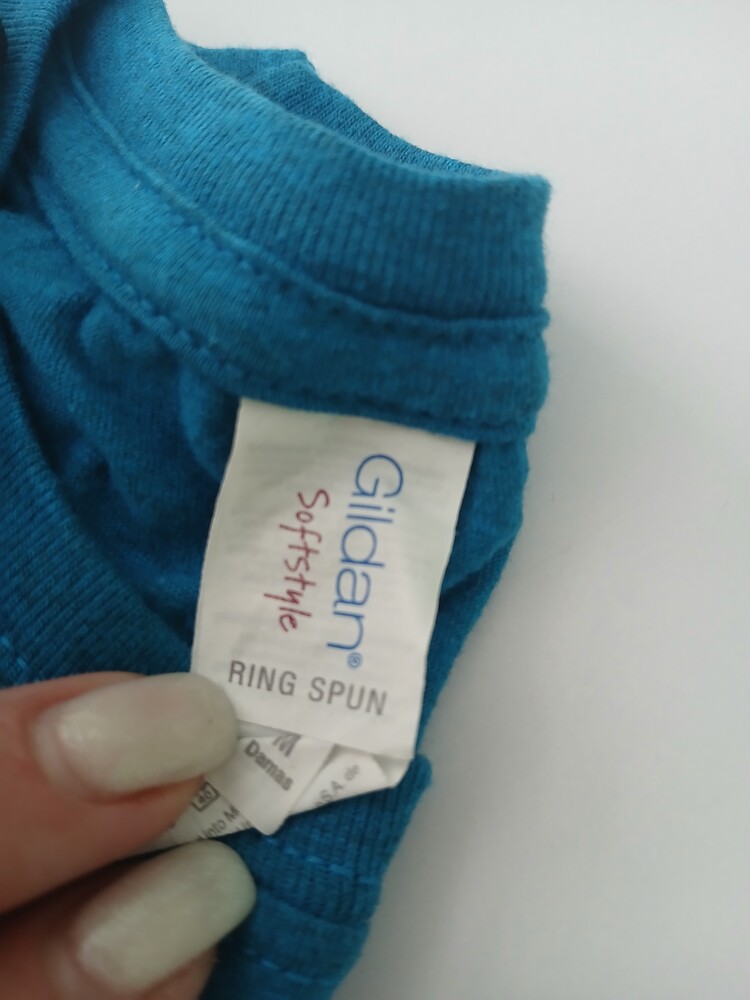 Gildan®
Softstyle
RING SPUN
M
Damas